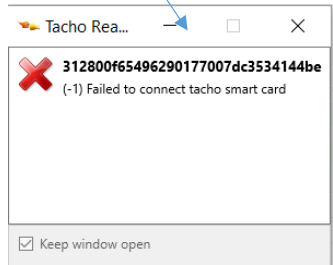 Tacho Rea...
312800f65496290177007dc3534144be
(-1) Failed to connect tacho smart card
Keep window open